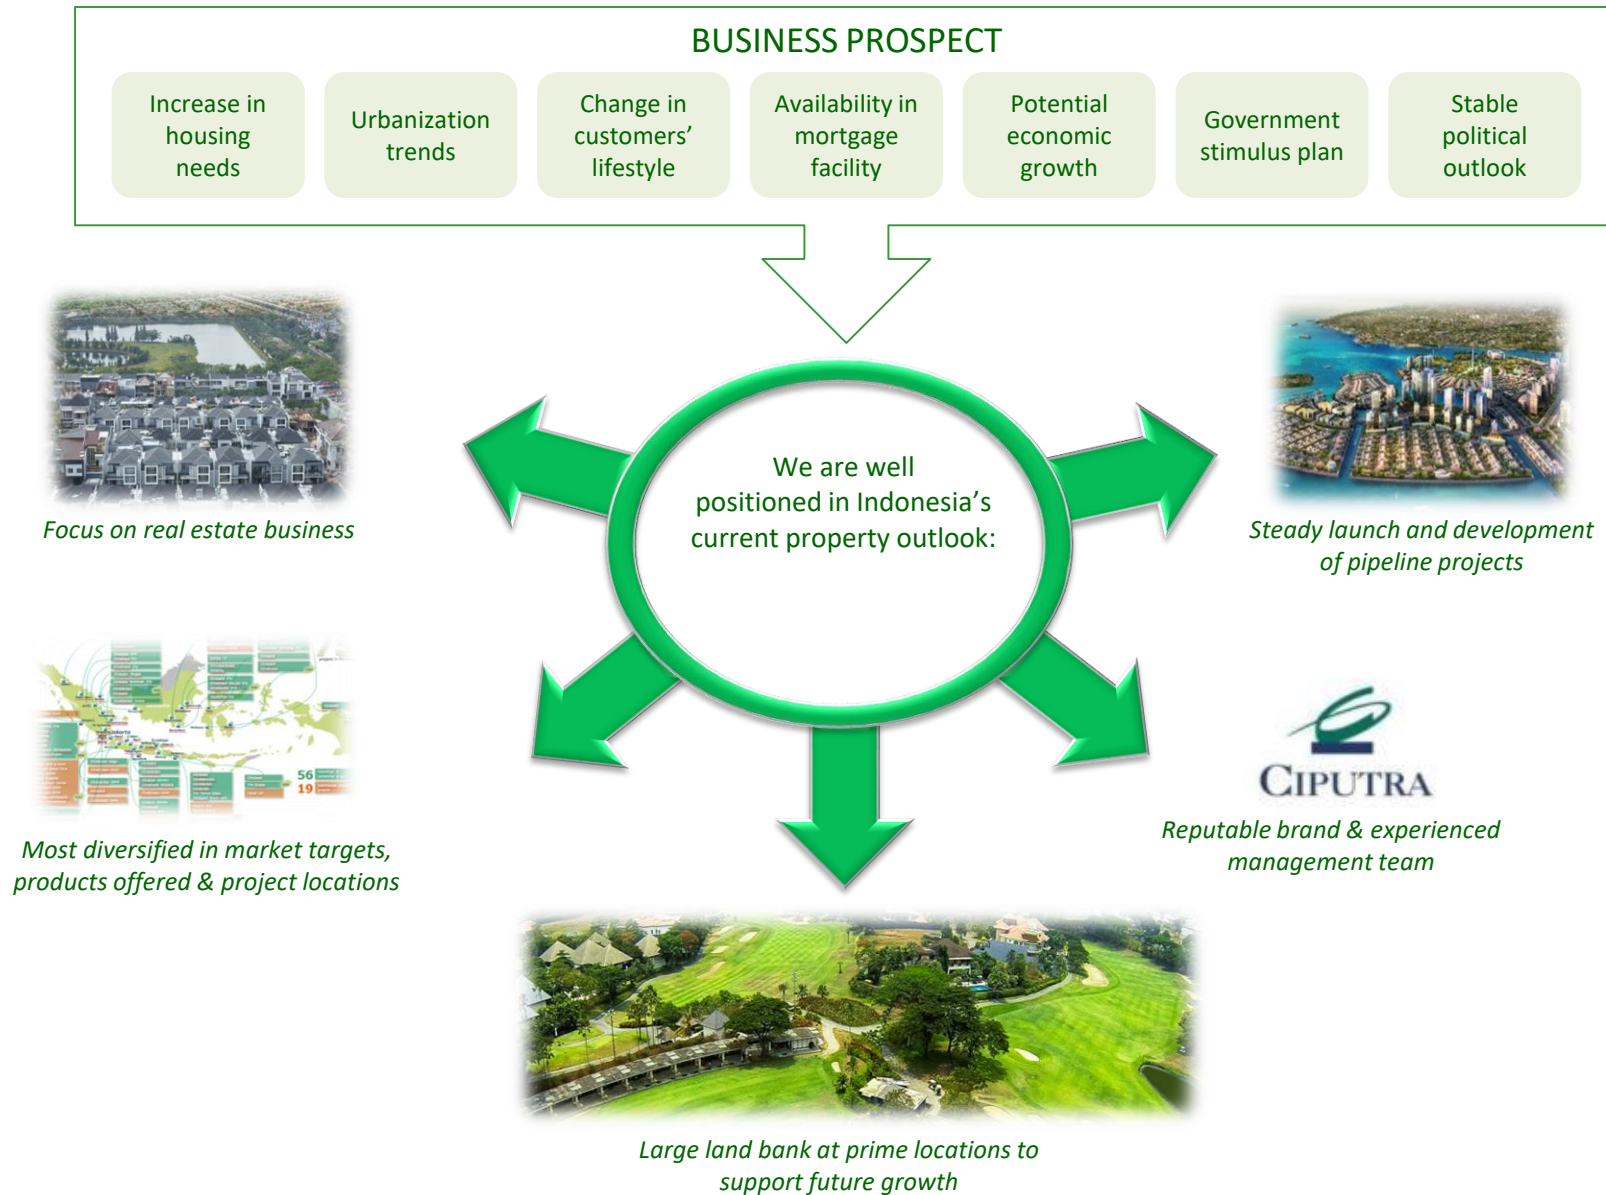 BUSINESS PROSPECT
Increase in
housing
needs
Urbanization
trends
Change in
customers’
lifestyle
Availability in
mortgage
facility
Potential
economic
growth
Government
stimulus plan
Stable
political
outlook
We are well
positioned in Indonesia’s
current property outlook:
Focus on real estate business
Steady launch and development
of pipeline projects
56
19
Most diversified in market targets,
products offered & project locations
CIPUTRA
Reputable brand & experienced
management team
Large land bank at prime locations to
support future growth